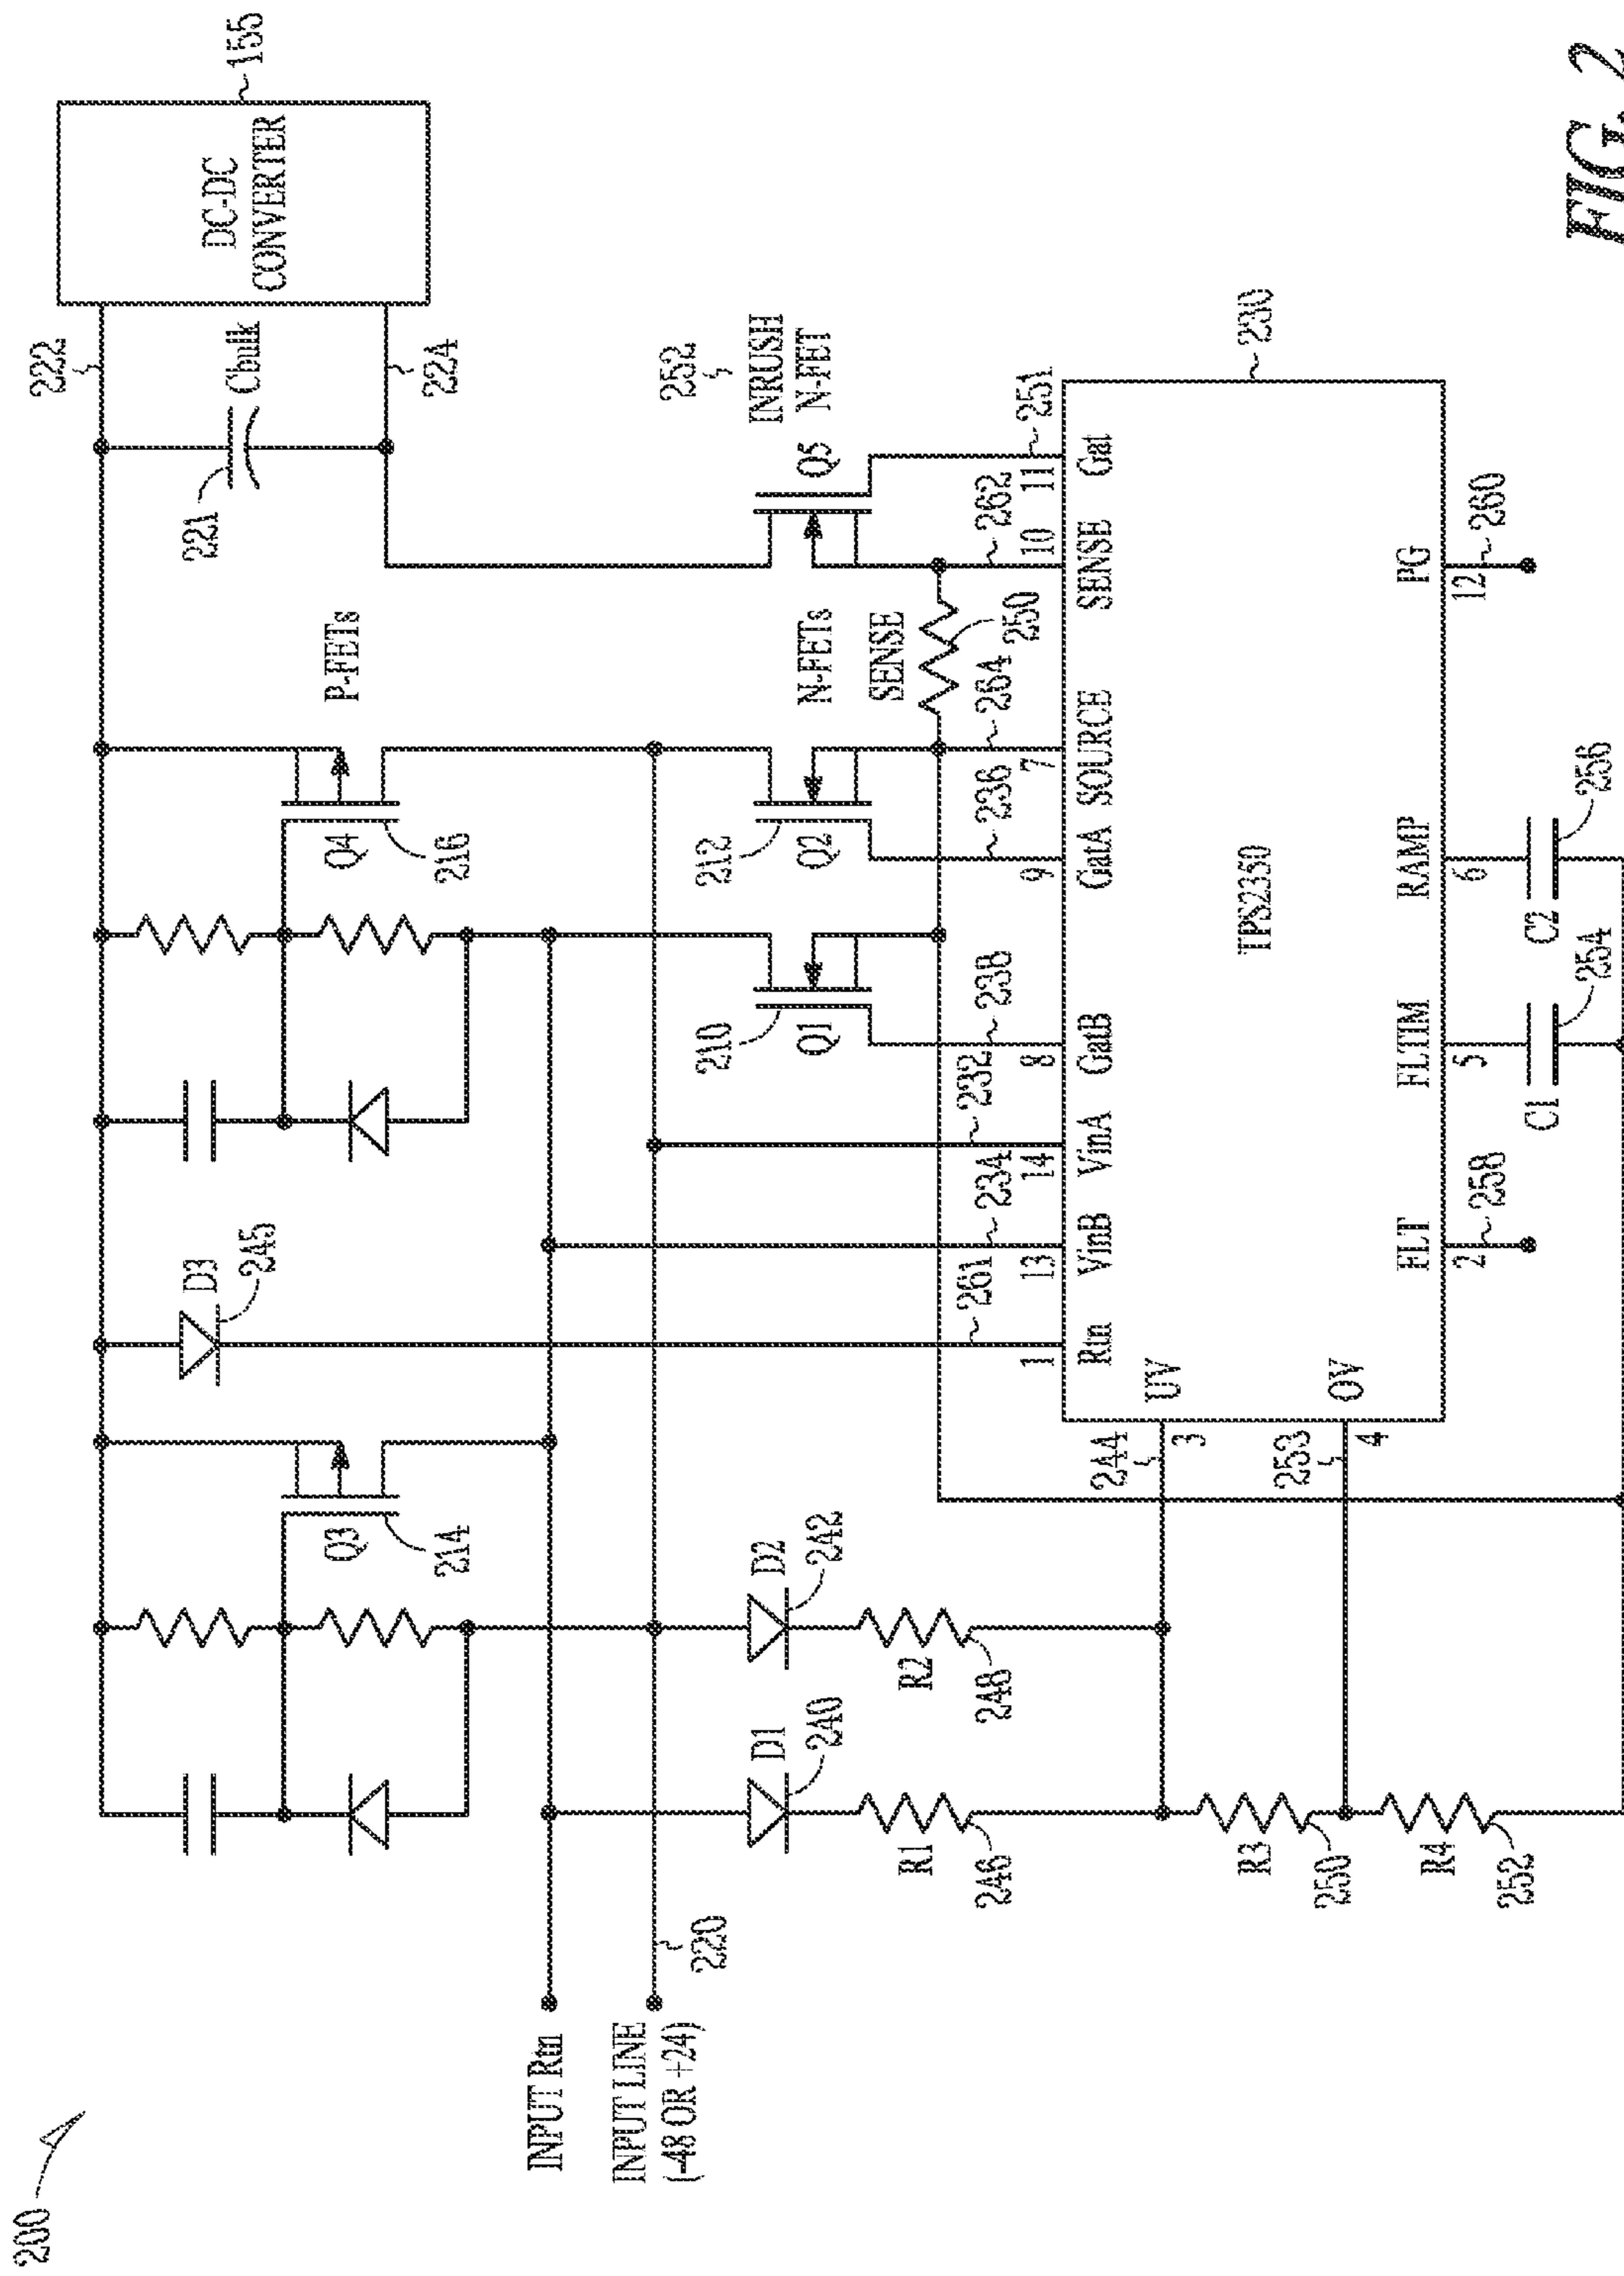 200
INPUT Rtn
INPUT LINE
(-48 OR +24)
220
Q3
214
D3
245
Q4
216
P-FETs
222
221
Cbulk
224
DC-DC
CONVERTER
155
D1
240
D2
242
R1
246
R2
248
R3
250
R4
252
210
Q1
212
Q2
N-FETs
SENSE
250
Q5
INRUSH
N-FET
252
261
234
232
238
236
264
262
251
1
13
14
8
9
7
10
11
Rtn
VinB
VinA
GatB
GatA
SOURCE
SENSE
Gat
230
244
3
UV
253
4
OV
TPS2350
FLT
FLTIM
RAMP
PG
2
258
5
6
12
260
C1
254
C2
256
FIG. 2